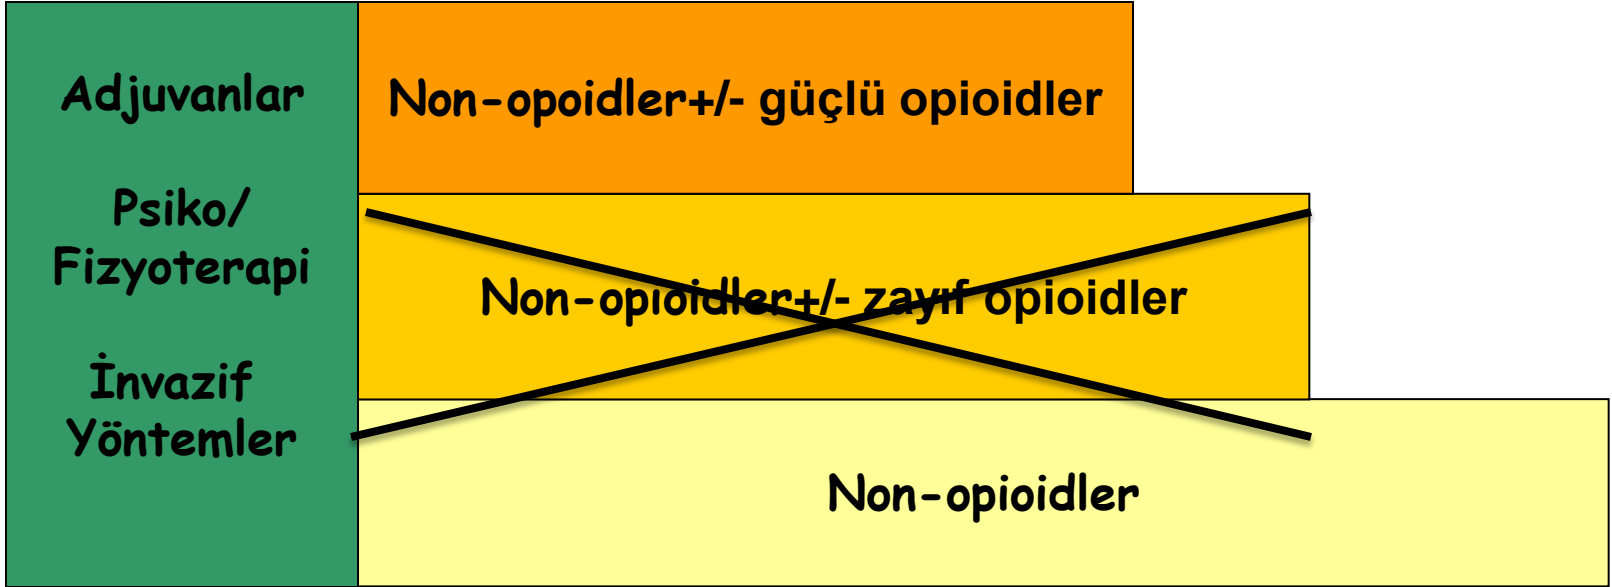 Adjuvanlar
Psiko/
Fizyoterapi
İnvazif
Yöntemler
Non-opoidler+/- güçlü opioidler
Non-opioidler+/- zayıf opioidler
Non-opioidler